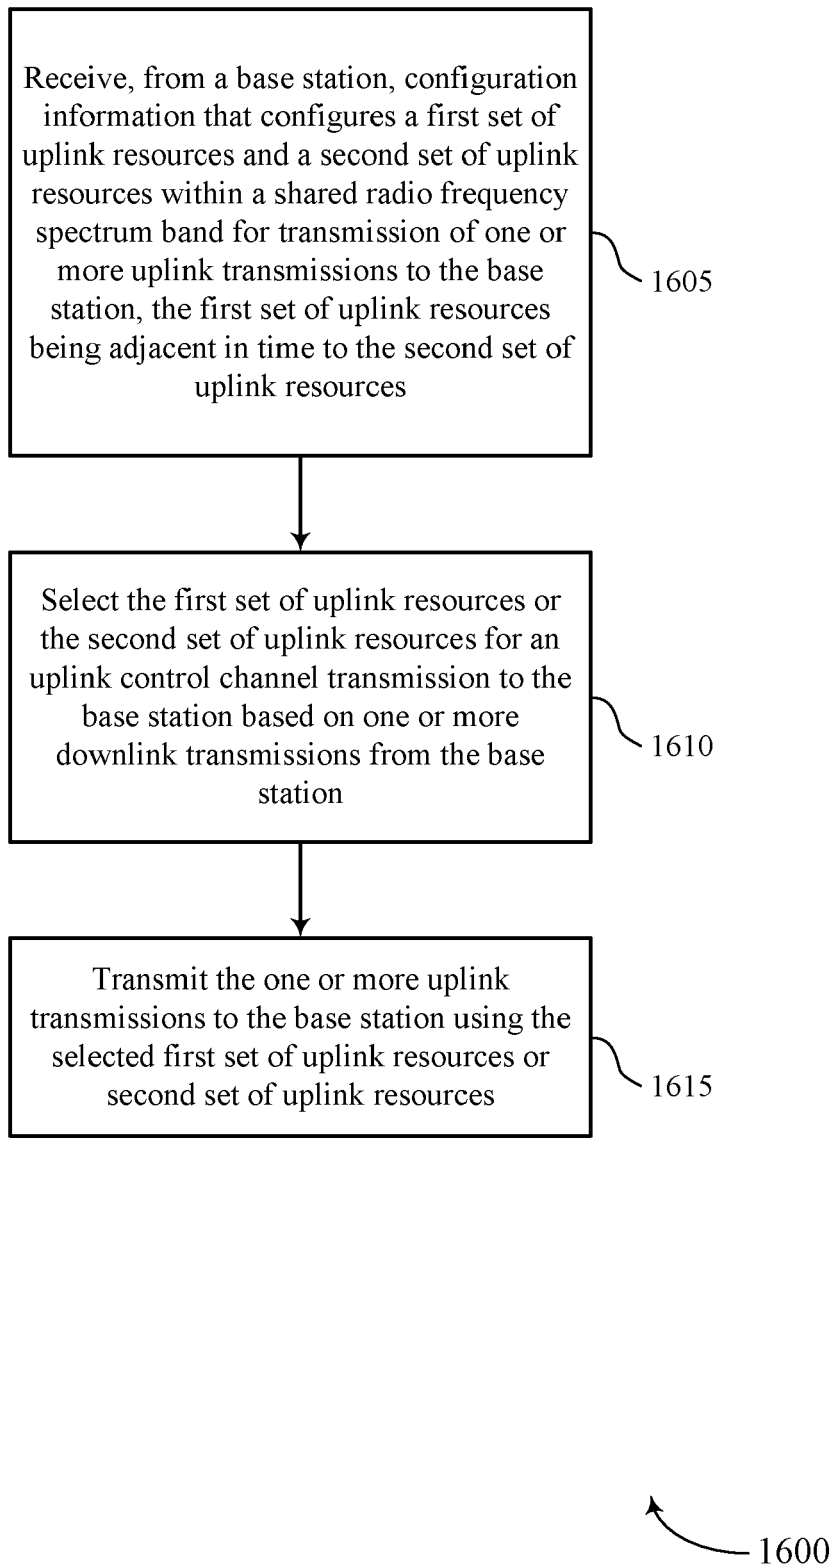 Receive, from a base station, configuration
information that configures a first set of
uplink resources and a second set of uplink
resources within a shared radio frequency
spectrum band for transmission of one or
more uplink transmissions to the base
station, the first set of uplink resources
being adjacent in time to the second set of
uplink resources
1605
Select the first set of uplink resources or
the second set of uplink resources for an
uplink control channel transmission to the
base station based on one or more
downlink transmissions from the base
station
1610
Transmit the one or more uplink
transmissions to the base station using the
selected first set of uplink resources or
second set of uplink resources
1615
1600